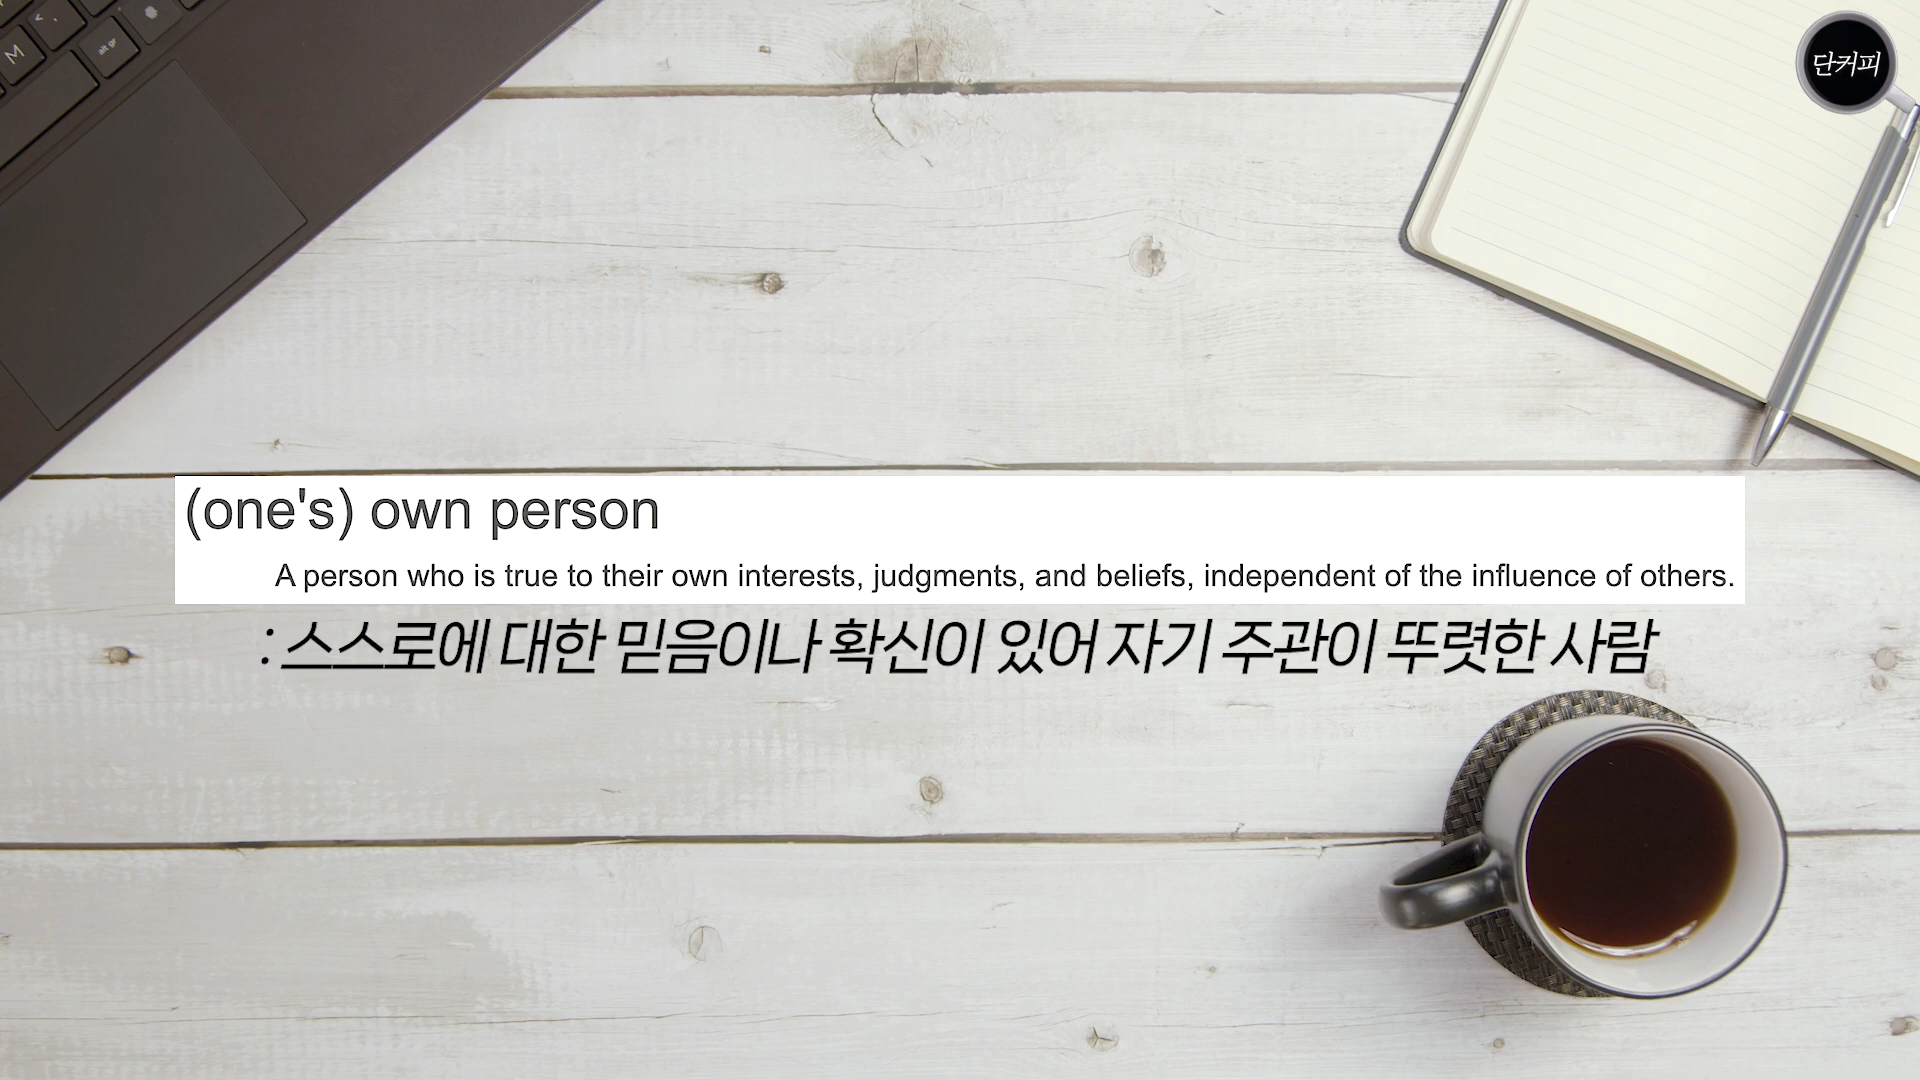 단커피
M
alt gr
(one's) own person
A person who is true to their own interests, judgments, and beliefs, independent of the influence of others.
: 스스로에 대한 믿음이나 확신이 있어 자기 주관이 뚜렷한 사람